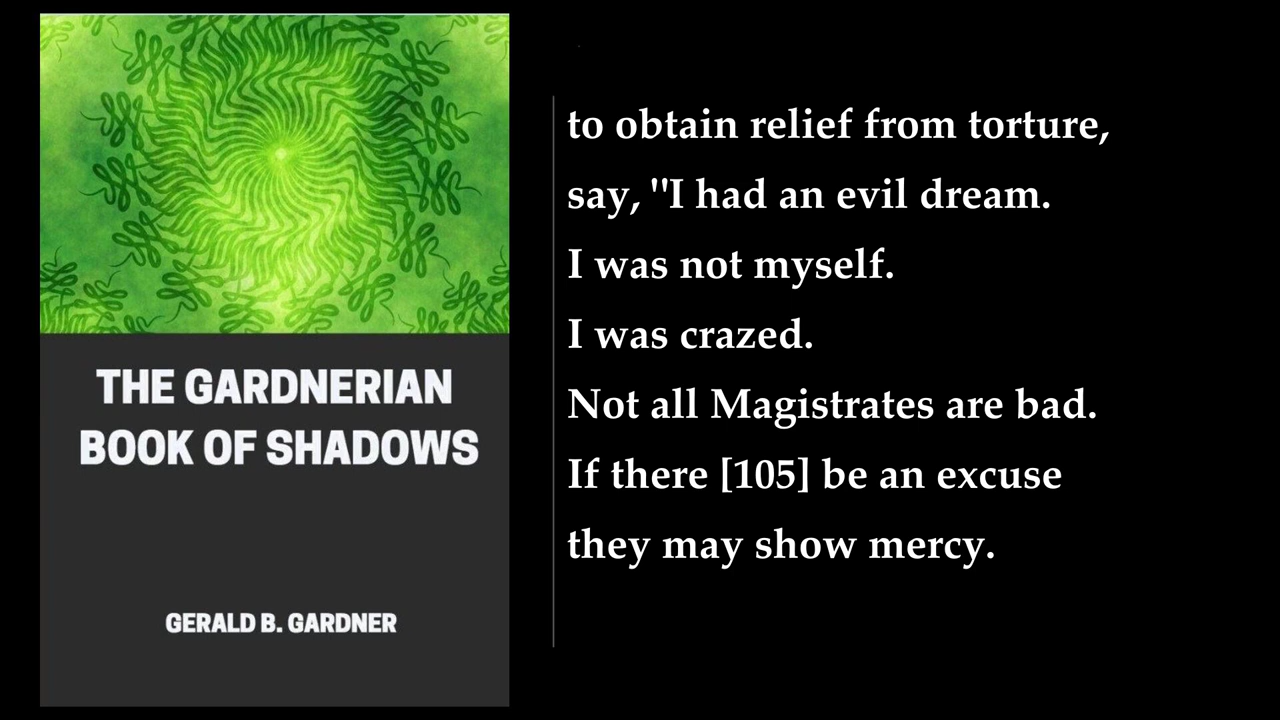 THE GARDNERIAN
BOOK OF SHADOWS
GERALD B. GARDNER
to obtain relief from torture,
say, "I had an evil dream.
I was not myself.
I was crazed.
Not all Magistrates are bad.
If there [105] be an excuse
they may show mercy.